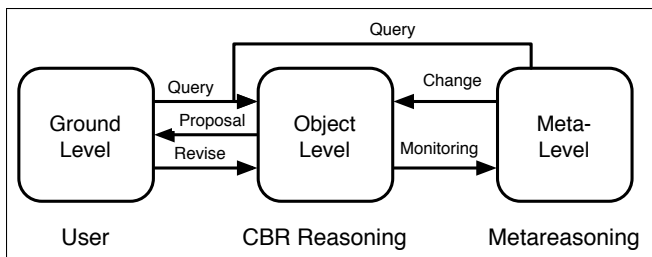 Query
Query
Change
Proposal
Ground
Level
Object
Level
Meta-
Level
Revise
Monitoring
User
CBR Reasoning
Metareasoning